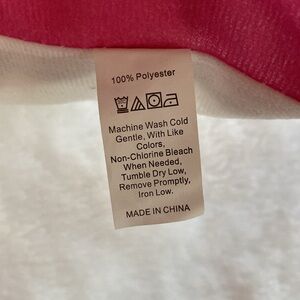 100% Polyester
Machine Wash Cold
Gentle, With Like
Colors,
Non-Chlorine Bleach
When Needed,
Tumble Dry Low,
Remove Promptly,
Iron Low.
MADE IN CHINA